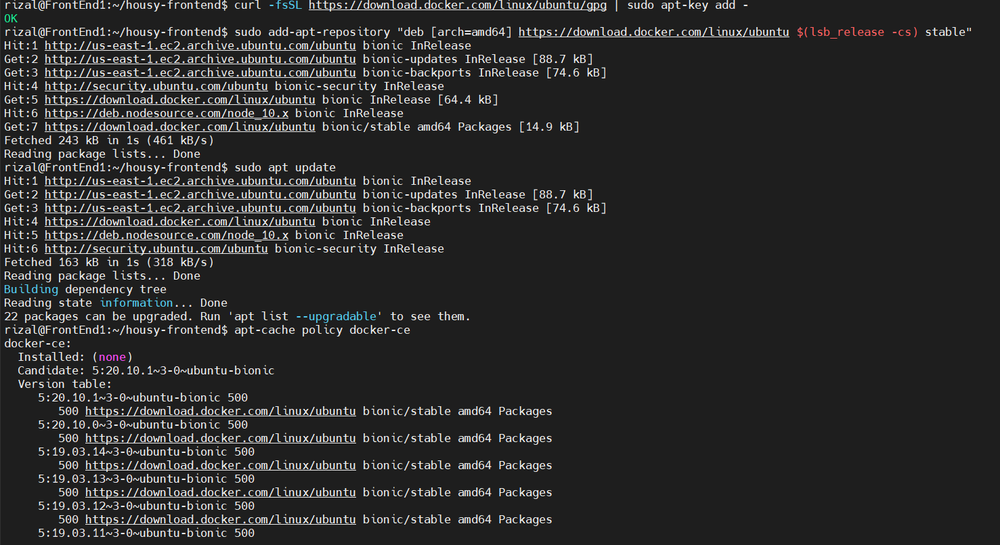 rizal@FrontEnd1:~/housy-frontend$ curl -fsSL https://download.docker.com/linux/ubuntu/gpg | sudo apt-key add -
OK
rizal@FrontEnd1:~/housy-frontend$ sudo add-apt-repository "deb [arch=amd64] https://download.docker.com/linux/ubuntu $(lsb_release -cs) stable"
Hit:1 http://us-east-1.ec2.archive.ubuntu.com/ubuntu bionic InRelease
Get:2 http://us-east-1.ec2.archive.ubuntu.com/ubuntu bionic-updates InRelease [88.7 kB]
Get:3 http://us-east-1.ec2.archive.ubuntu.com/ubuntu bionic-backports InRelease [74.6 kB]
Hit:4 http://security.ubuntu.com/ubuntu bionic-security InRelease
Get:5 https://download.docker.com/linux/ubuntu bionic InRelease [64.4 kB]
Hit:6 https://deb.nodesource.com/node_10.x bionic InRelease
Get:7 https://download.docker.com/linux/ubuntu bionic/stable amd64 Packages [14.9 kB]
Fetched 243 kB in 1s (461 kB/s)
Reading package lists... Done
rizal@FrontEnd1:~/housy-frontend$ sudo apt update
Hit:1 http://us-east-1.ec2.archive.ubuntu.com/ubuntu bionic InRelease
Get:2 http://us-east-1.ec2.archive.ubuntu.com/ubuntu bionic-updates InRelease [88.7 kB]
Get:3 http://us-east-1.ec2.archive.ubuntu.com/ubuntu bionic-backports InRelease [74.6 kB]
Hit:4 https://download.docker.com/linux/ubuntu bionic InRelease
Hit:5 https://deb.nodesource.com/node_10.x bionic InRelease
Hit:6 http://security.ubuntu.com/ubuntu bionic-security InRelease
Fetched 163 kB in 1s (318 kB/s)
Reading package lists... Done
Building dependency tree
Reading state information... Done
22 packages can be upgraded. Run 'apt list --upgradable' to see them.
rizal@FrontEnd1:~/housy-frontend$ apt-cache policy docker-ce
docker-ce:
  Installed: (none)
  Candidate: 5:20.10.1~3-0~ubuntu-bionic
  Version table:
     5:20.10.1~3-0~ubuntu-bionic 500
        500 https://download.docker.com/linux/ubuntu bionic/stable amd64 Packages
     5:20.10.0~3-0~ubuntu-bionic 500
        500 https://download.docker.com/linux/ubuntu bionic/stable amd64 Packages
     5:19.03.14~3-0~ubuntu-bionic 500
        500 https://download.docker.com/linux/ubuntu bionic/stable amd64 Packages
     5:19.03.13~3-0~ubuntu-bionic 500
        500 https://download.docker.com/linux/ubuntu bionic/stable amd64 Packages
     5:19.03.12~3-0~ubuntu-bionic 500
        500 https://download.docker.com/linux/ubuntu bionic/stable amd64 Packages
     5:19.03.11~3-0~ubuntu-bionic 500